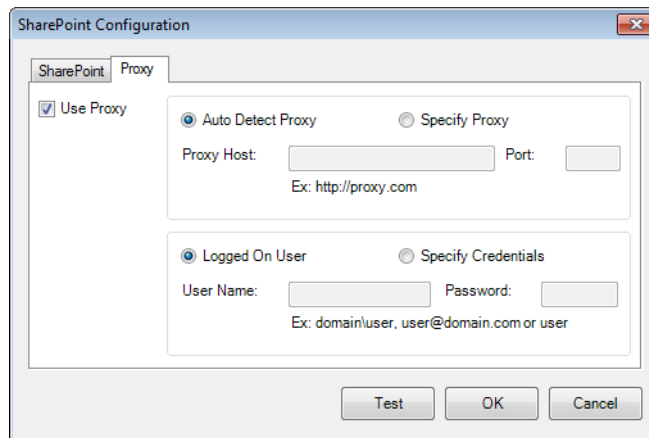 SharePoint Configuration
SharePoint Proxy
Use Proxy
Auto Detect Proxy Specify Proxy
Proxy Host: Port:
Ex: http://proxy.com
Logged On User Specify Credentials
User Name: Password:
Ex: domain\user, user@domain.com or user
Test OK Cancel